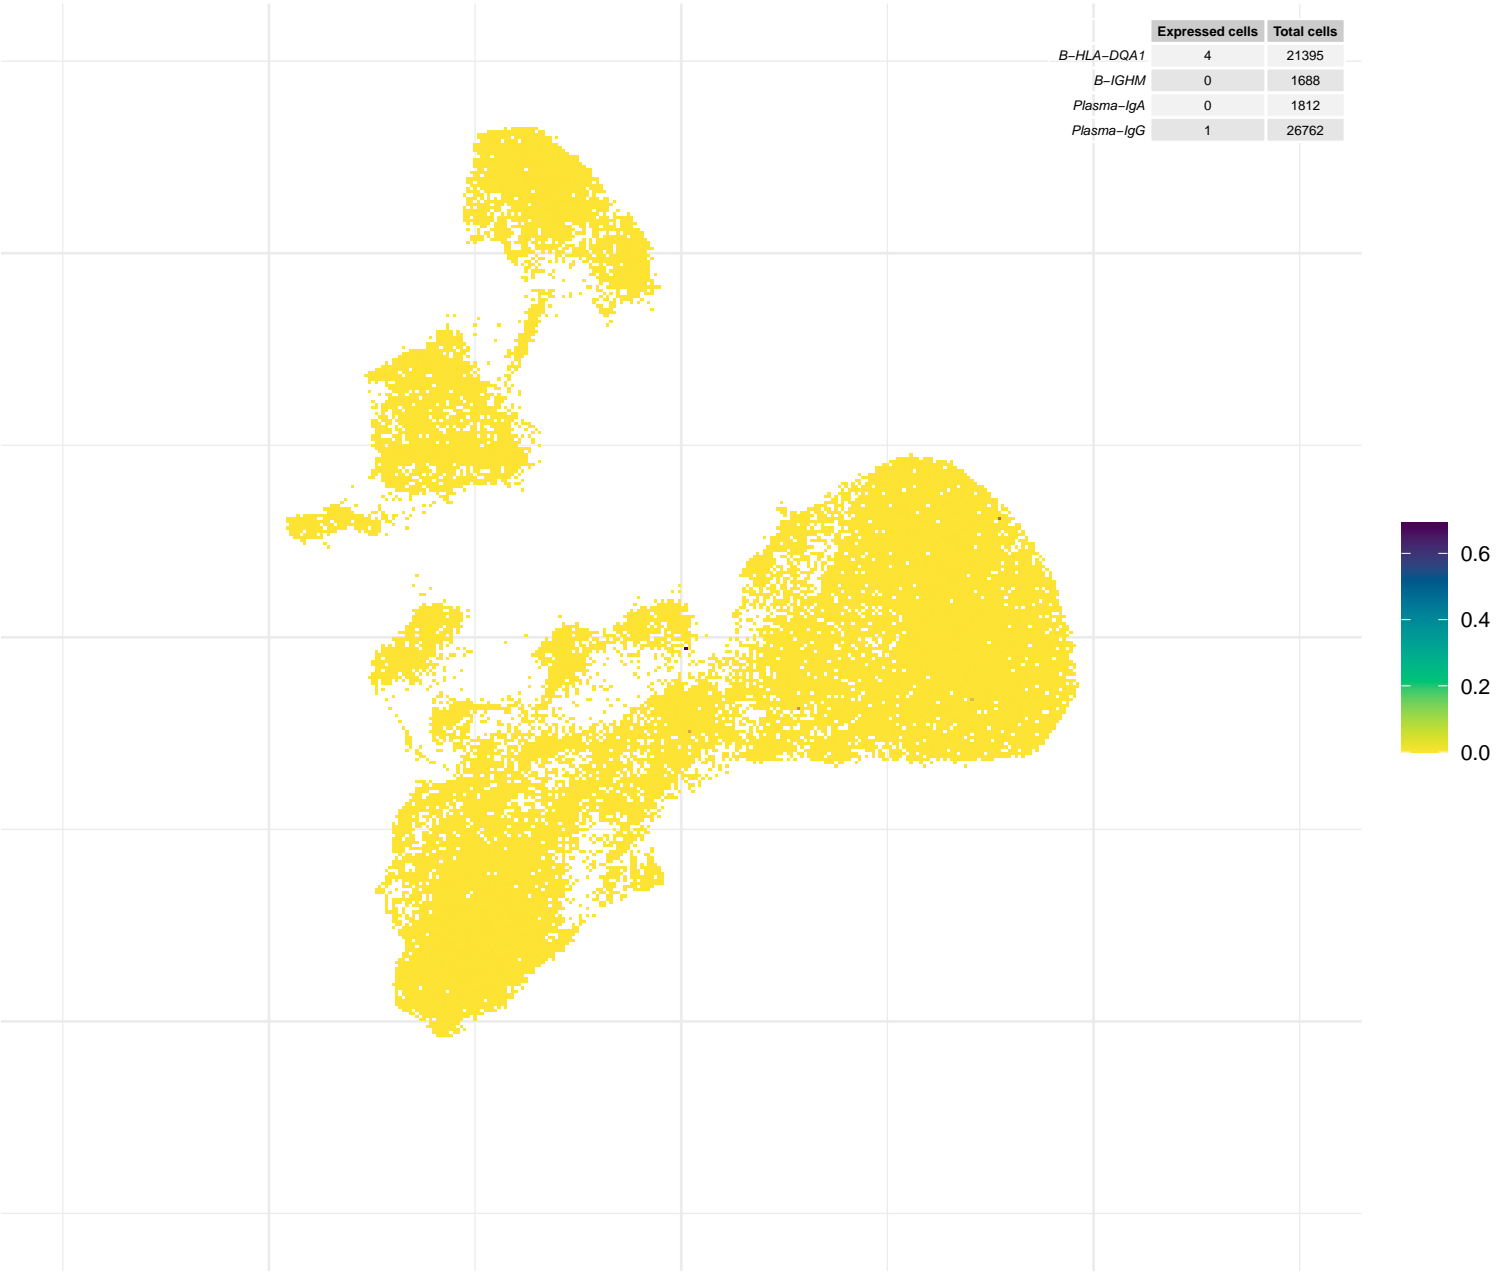 Expressed cells Total cells
B−HLA−DQA1 4 21395
B−IGHM 0 1688
Plasma−IgA 0 1812
Plasma−IgG 1 26762
0.6
0.4
0.2
0.0